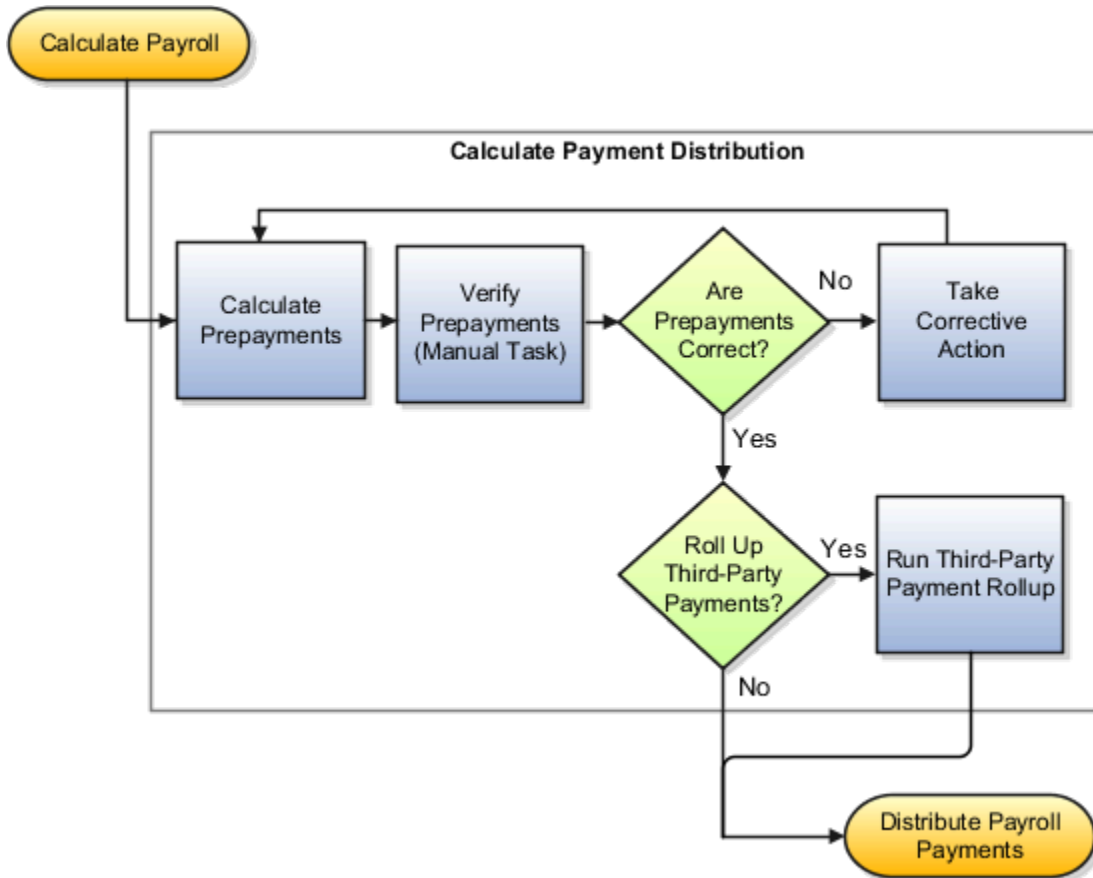 Calculate Payroll
Calculate Payment Distribution
Calculate
Prepayments
Verify
Prepayments
(Manual Task)
Are
Prepayments
Correct?
No
Take
Corrective
Action
Yes
Roll Up
Third-Party
Payments?
Yes
Run Third-Party
Payment Rollup
No
Distribute Payroll
Payments